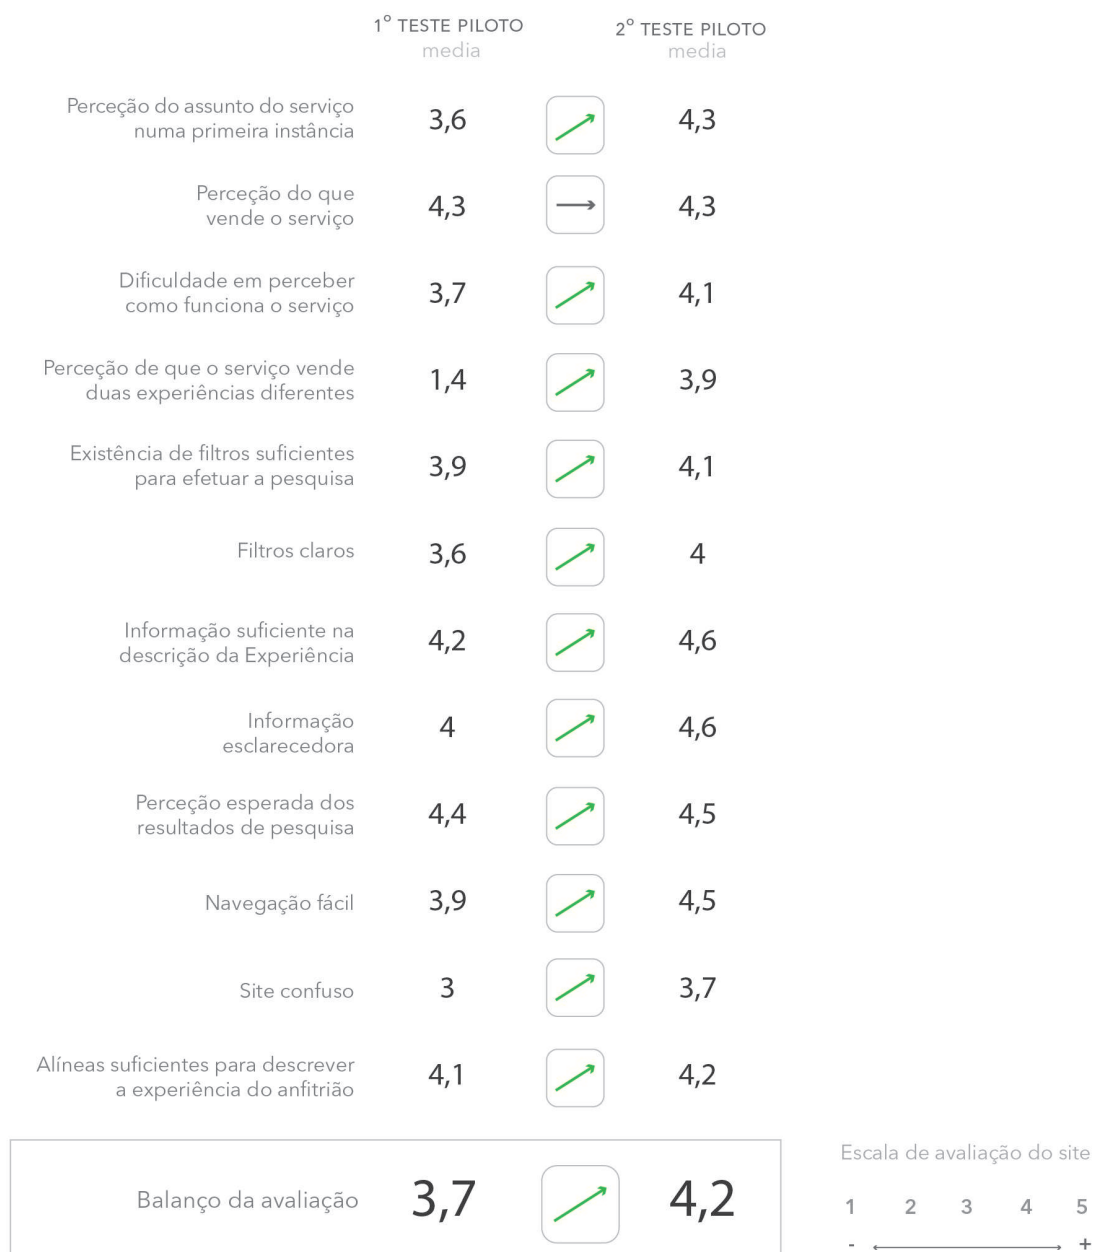 1º TESTE PILOTO 2º TESTE PILOTO
media media
Perceção do assunto do serviço
numa primeira instância
3,6 4,3
Perceção do que
vende o serviço
4,3 4,3
Dificuldade em perceber
como funciona o serviço
3,7 4,1
Perceção de que o serviço vende
duas experiências diferentes
1,4 3,9
Existência de filtros suficientes
para efetuar a pesquisa
3,9 4,1
Filtros claros 3,6 4
Informação suficiente na
descrição da Experiência
4,2 4,6
Informação
esclarecedora
4 4,6
Perceção esperada dos
resultados de pesquisa
4,4 4,5
Navegação fácil 3,9 4,5
Site confuso 3 3,7
Alíneas suficientes para descrever
a experiência do anfitrião
4,1 4,2
Balanço da avaliação 3,7 4,2
Escala de avaliação do site
1 2 3 4 5
- +